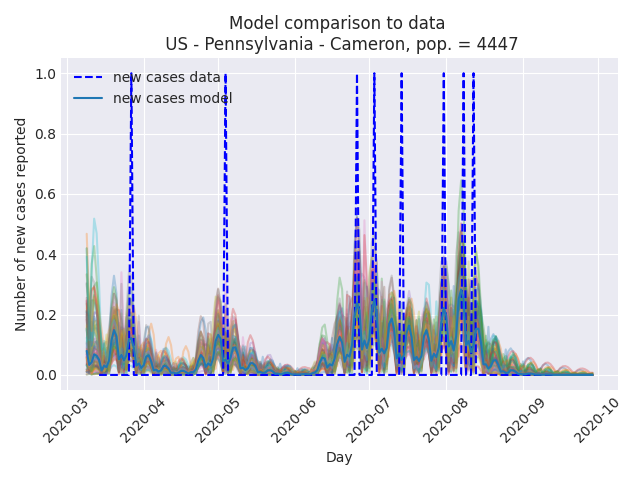 Model comparison to data
US - Pennsylvania - Cameron, pop. = 4447
new cases data
new cases model
Number of new cases reported
1.0
0.8
0.6
0.4
0.2
0.0
2020-03
2020-04
2020-05
2020-06
2020-07
2020-08
2020-09
2020-10
Day